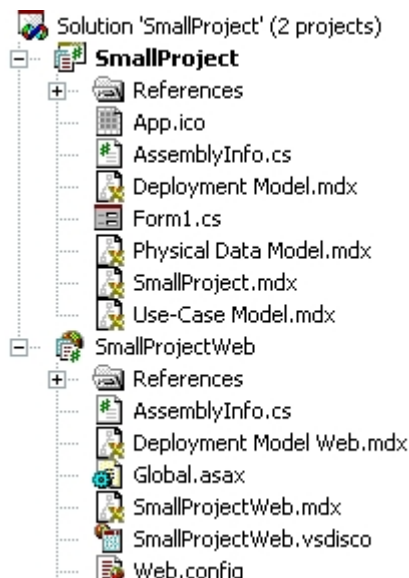 Solution 'SmallProject' (2 projects)
SmallProject
References
App.ico
AssemblyInfo.cs
Deployment Model.mdx
Form1.cs
Physical Data Model.mdx
SmallProject.mdx
Use-Case Model.mdx
SmallProjectWeb
References
AssemblyInfo.cs
Deployment Model Web.mdx
Global.asax
SmallProjectWeb.mdx
SmallProjectWeb.vsdisco
Web.config